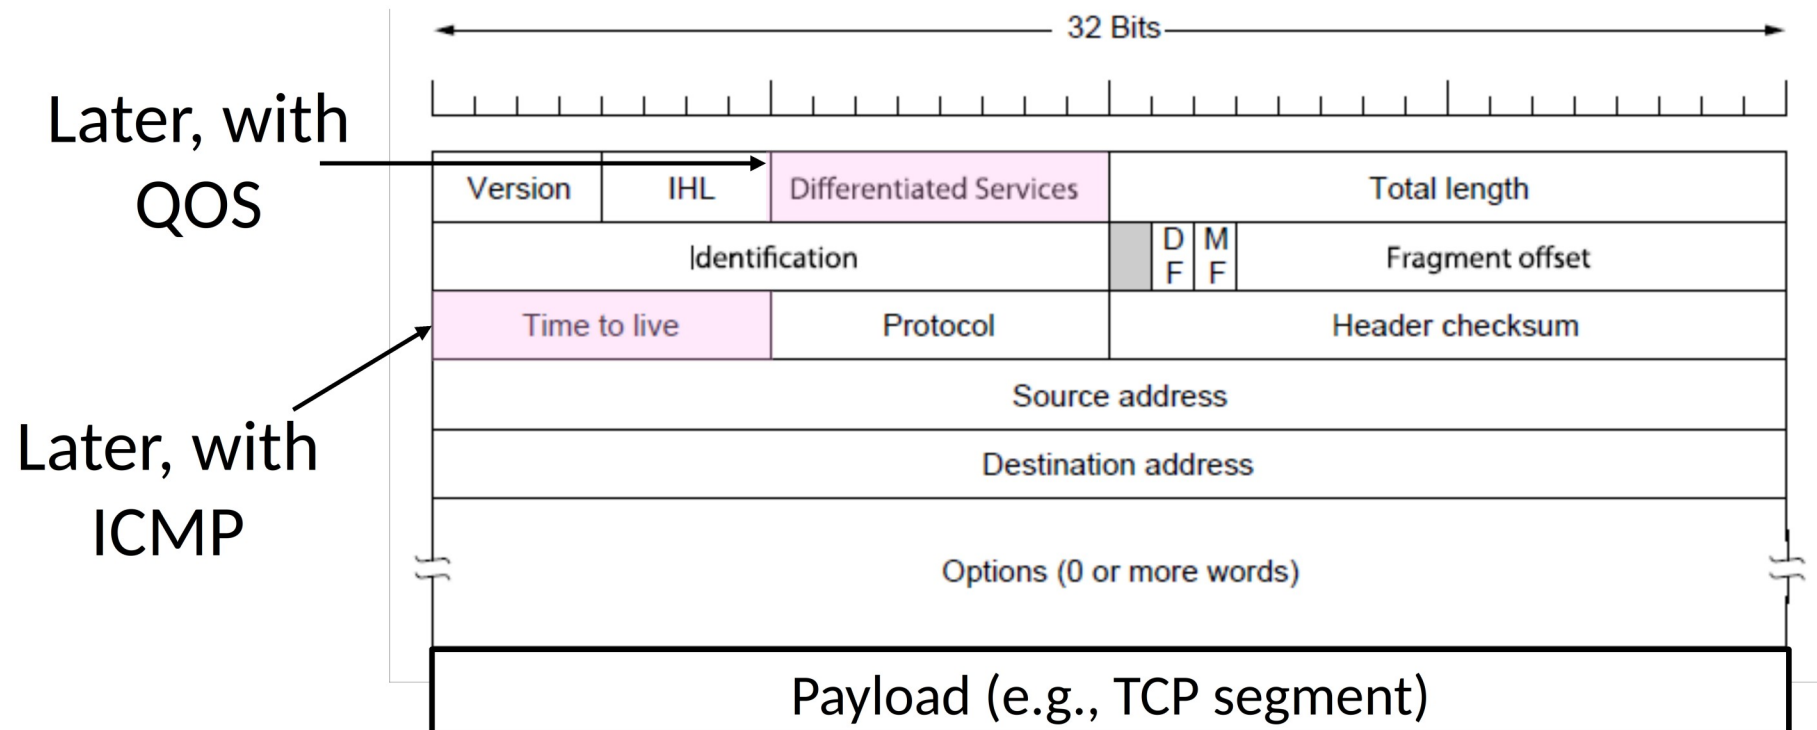 32 Bits
Later, with
QOS
Version IHL Differentiated Services Total length
Identification D F M F Fragment offset
Time to live Protocol Header checksum
Source address
Later, with
ICMP
Destination address
Options (0 or more words)
Payload (e.g., TCP segment)